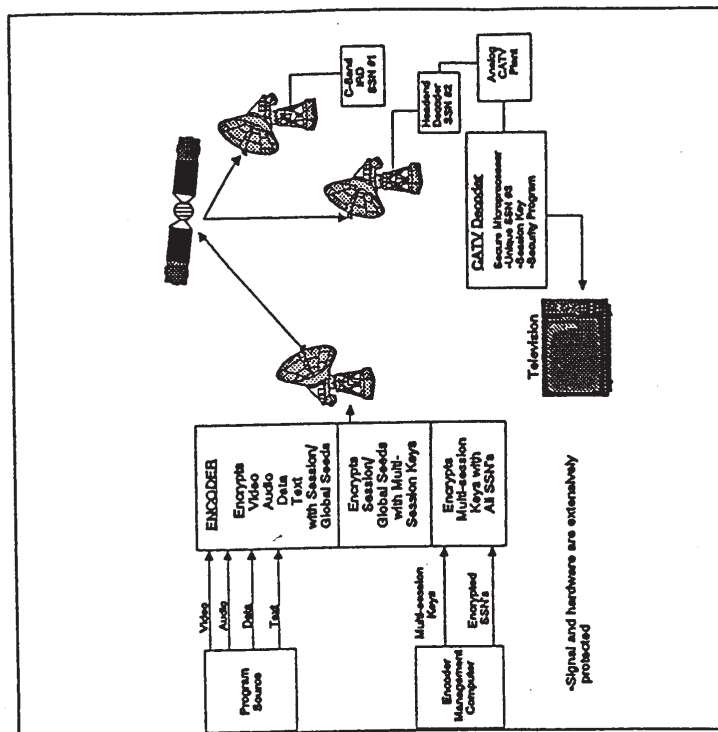 Video
Audio
Data
Text
Program
Source
ENCODER
Encrypts
Video
Audio
Data
Text
with Session/
Global Seeds
Encrypts
Session/
Global Seeds
with Multi-
Session Keys
Encrypts
Multi-session
Keys with
All SSN's
Multi-session
Keys
Encrypted
SSN's
Encoder
Management
Computer
C-Band
IRD
SSN #1
Headend
Decoder
SSN #2
Analog
CATV
Plant
CATV Decoder
Secure Microprocesser
-Unique SSN #3
-Session Key
-Security Program
Television
-Signal and hardware are extensively
protected